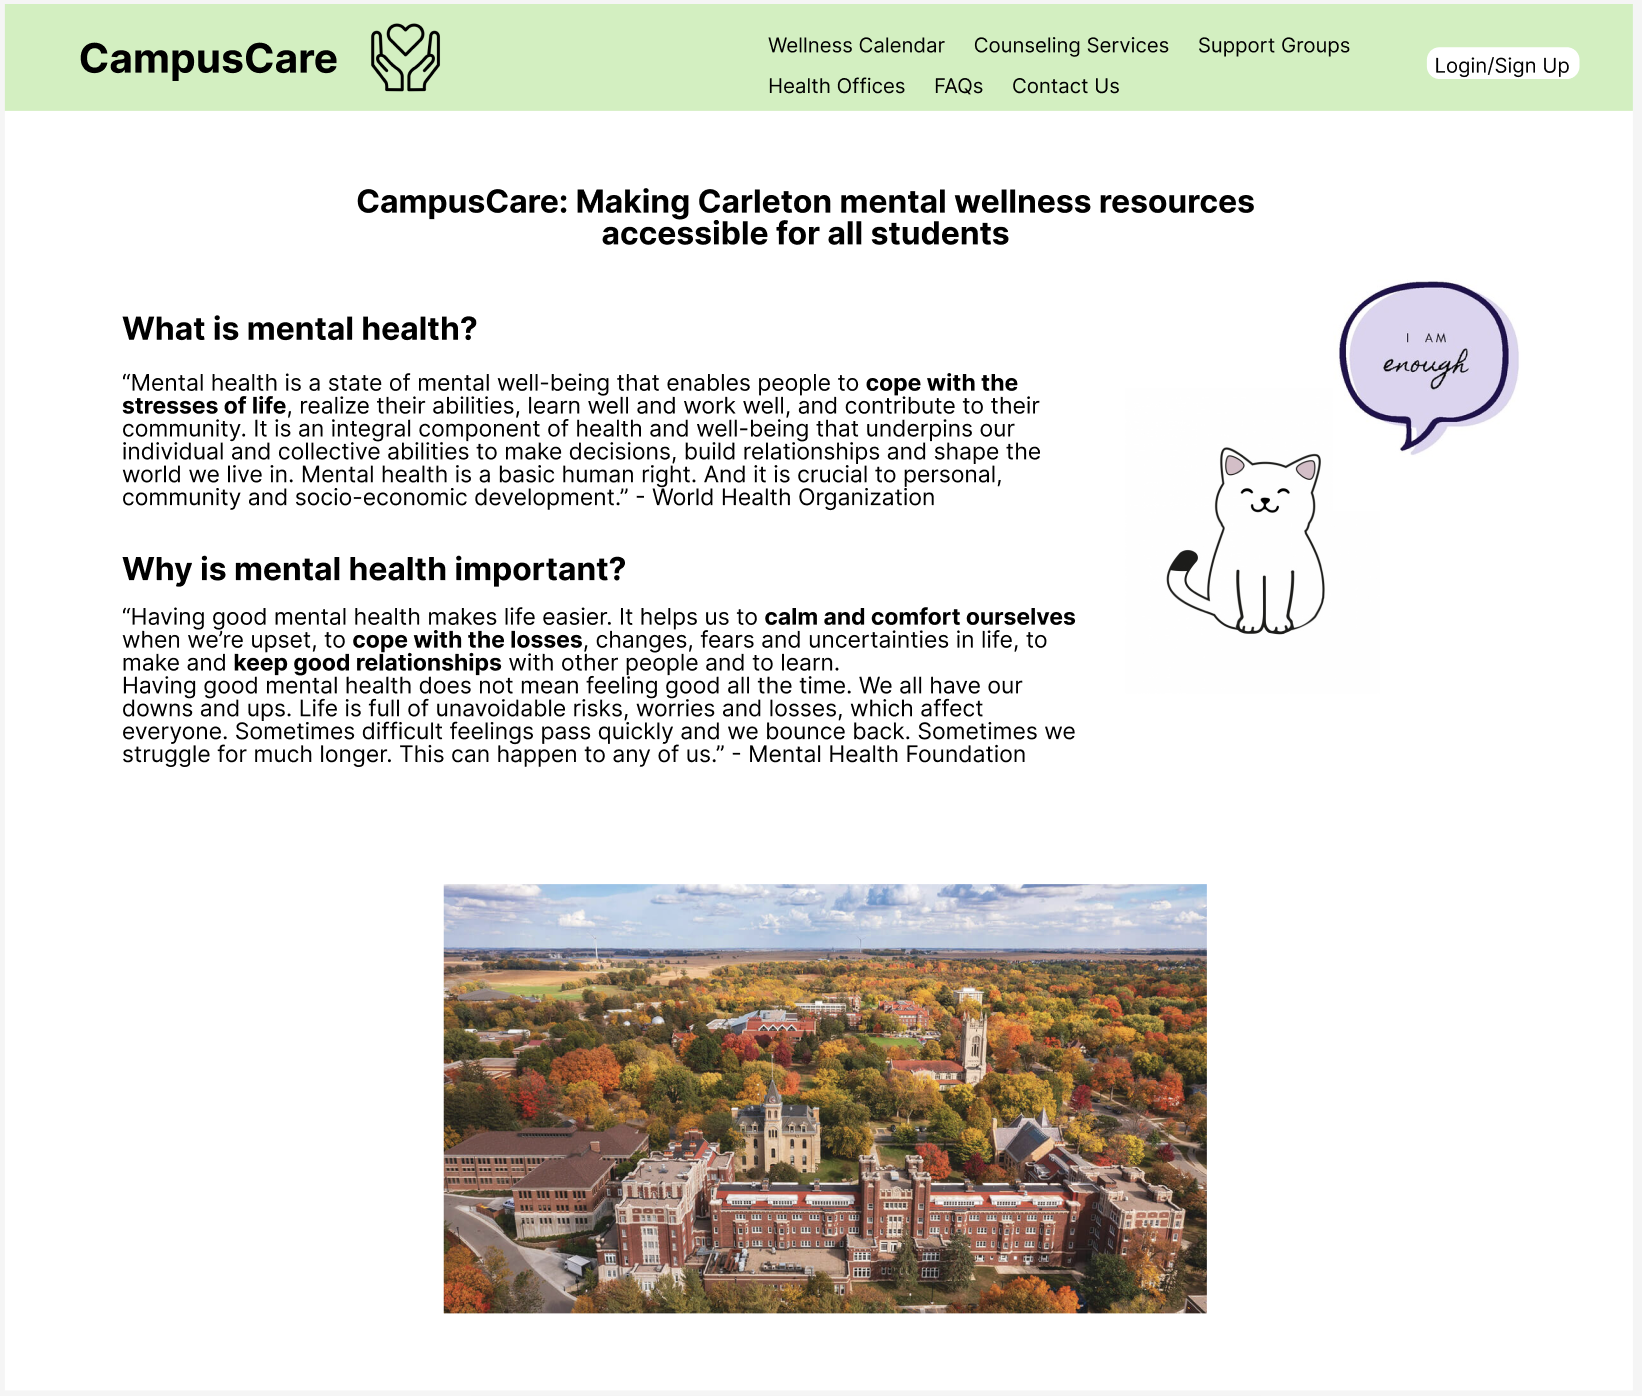 CampusCare
Wellness Calendar Counseling Services Support Groups
Health Offices FAQs Contact Us
Login/Sign Up
CampusCare: Making Carleton mental wellness resources
accessible for all students
What is mental health?
“Mental health is a state of mental well-being that enables people to cope with the
stresses of life, realize their abilities, learn well and work well, and contribute to their
community. It is an integral component of health and well-being that underpins our
individual and collective abilities to make decisions, build relationships and shape the
world we live in. Mental health is a basic human right. And it is crucial to personal,
community and socio-economic development.” - World Health Organization
I AM
enough
Why is mental health important?
“Having good mental health makes life easier. It helps us to calm and comfort ourselves
when we’re upset, to cope with the losses, changes, fears and uncertainties in life, to
make and keep good relationships with other people and to learn.
Having good mental health does not mean feeling good all the time. We all have our
downs and ups. Life is full of unavoidable risks, worries and losses, which affect
everyone. Sometimes difficult feelings pass quickly and we bounce back. Sometimes we
struggle for much longer. This can happen to any of us.” - Mental Health Foundation